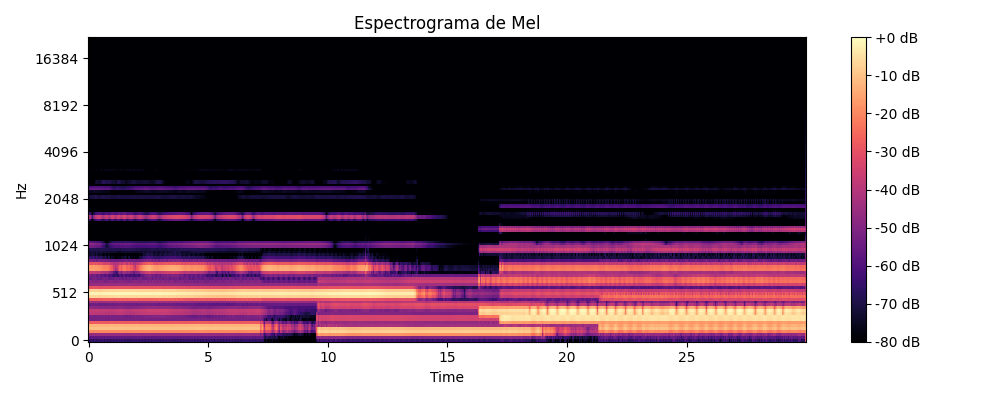 Espectrograma de Mel
Hz
16384
8192
4096
2048
1024
512
0
0 5 10 15 20 25
Time
+0 dB
-10 dB
-20 dB
-30 dB
-40 dB
-50 dB
-60 dB
-70 dB
-80 dB